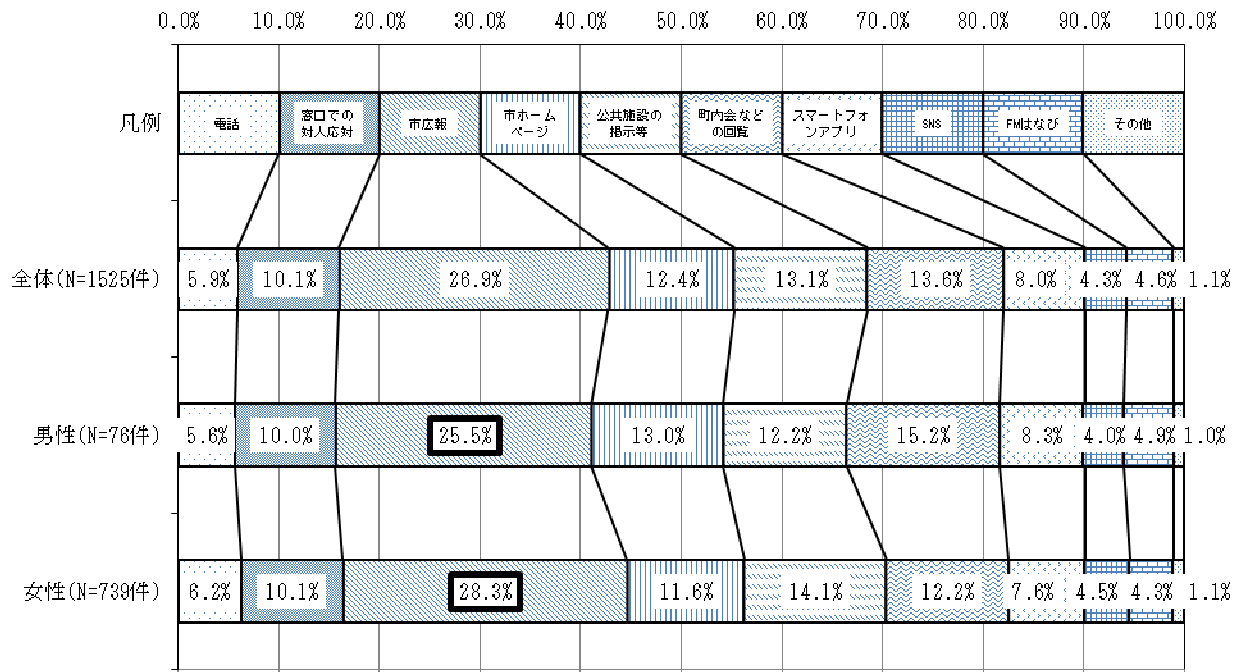 0.0% 10.0% 20.0% 30.0% 40.0% 50.0% 60.0% 70.0% 80.0% 90.0% 100.0%
凡例
電話
窓口での
対人応対
市広報
市ホーム
ページ
公共施設の
掲示等
町内会など
の回覧
スマートフォ
ンアプリ
SNS
FMはなび
その他
全体(N=1525件) 5.9% 10.1% 26.9% 12.4% 13.1% 13.6% 8.0% 4.3% 4.6% 1.1%
男性(N=76件) 5.6% 10.0% 25.5% 13.0% 12.2% 15.2% 8.3% 4.0% 4.9% 1.0%
女性(N=739件) 6.2% 10.1% 28.3% 11.6% 14.1% 12.2% 7.6% 4.5% 4.3% 1.1%